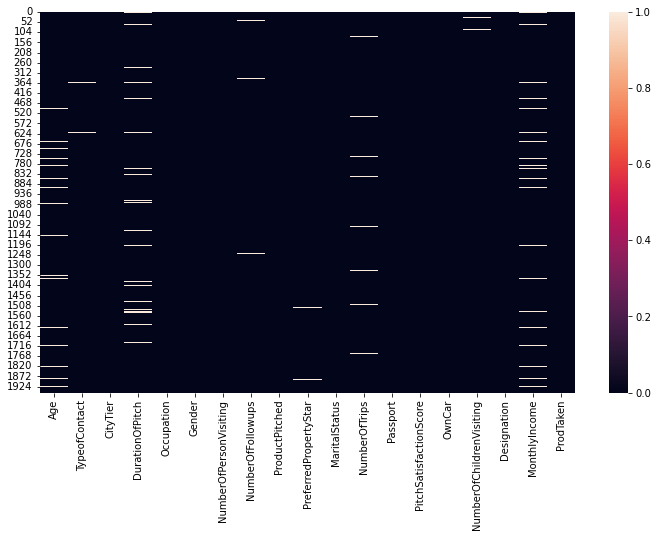 0
52
104
156
208
260
312
364
416
468
520
572
624
676
728
780
832
884
936
988
1040
1092
1144
1196
1248
1300
1352
1404
1456
1508
1560
1612
1664
1716
1768
1820
1872
1924
Age
TypeofContact
CityTier
DurationOfPitch
Occupation
Gender
NumberOfPersonVisiting
NumberOfFollowups
ProductPitched
PreferredPropertyStar
MaritalStatus
NumberOfTrips
Passport
PitchSatisfactionScore
OwnCar
NumberOfChildrenVisiting
Designation
MonthlyIncome
ProdTaken
1.0
0.8
0.6
0.4
0.2
0.0